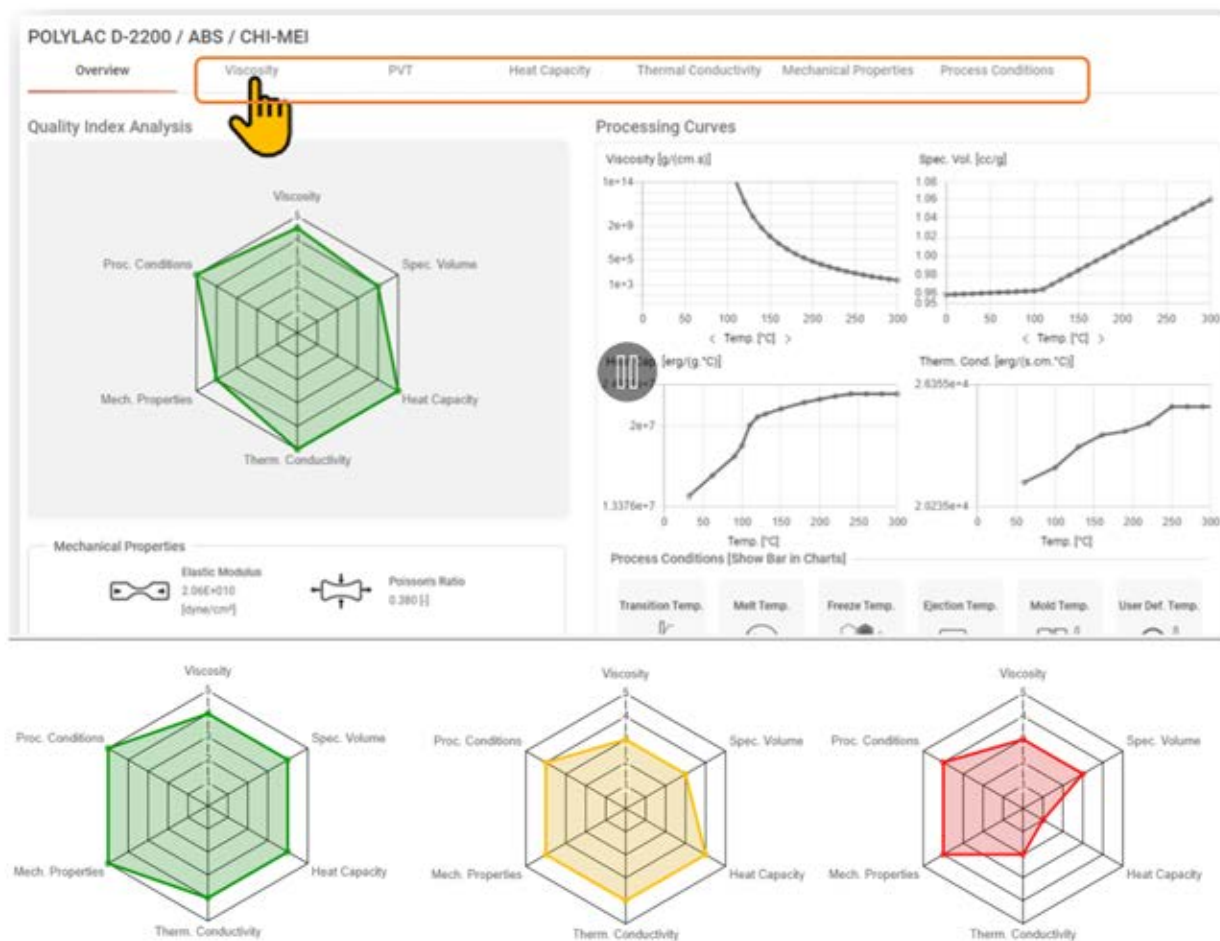 POLYLAC D-2200 / ABS / CHI-MEI
Overview Viscosity PVT Heat Capacity Thermal Conductivity Mechanical Properties Process Conditions
Quality Index Analysis
Viscosity
5
Proc. Conditions
Spec. Volume
Mech. Properties
Heat Capacity
Therm. Conductivity
Processing Curves
Viscosity [g/(cm.s)]
1e+14
2e+9
5e+5
1e+3
0 50 100 150 200 250 300
< Temp. [°C] >
Spec. Vol. [cc/g]
1.08
1.06
1.04
1.02
1.00
0.98
0.96
0.95
0 50 100 150 200 250 300
< Temp. [°C] >
[erg/(g.°C)]
2e+7
1.3376e+7
0 50 100 150 200 250 300
Temp. [°C]
Therm. Cond. [erg/(s.cm.°C)]
2.6355e+4
2.0235e+4
0 50 100 150 200 250 300
Temp. [°C]
Mechanical Properties
Elastic Modulus
2.06E+010
[dyne/cm²]
Poisson's Ratio
0.380 [-]
Process Conditions [Show Bar in Charts]
Transition Temp. Melt Temp. Freeze Temp. Ejection Temp. Mold Temp. User Def. Temp.
Viscosity
5
Proc. Conditions
Spec. Volume
Mech. Properties
Heat Capacity
Therm. Conductivity
Viscosity
5
4
Proc. Conditions
Spec. Volume
Mech. Properties
Heat Capacity
Therm. Conductivity
Viscosity
5
4
Proc. Conditions
Spec. Volume
Mech. Properties
Heat Capacity
Therm. Conductivity